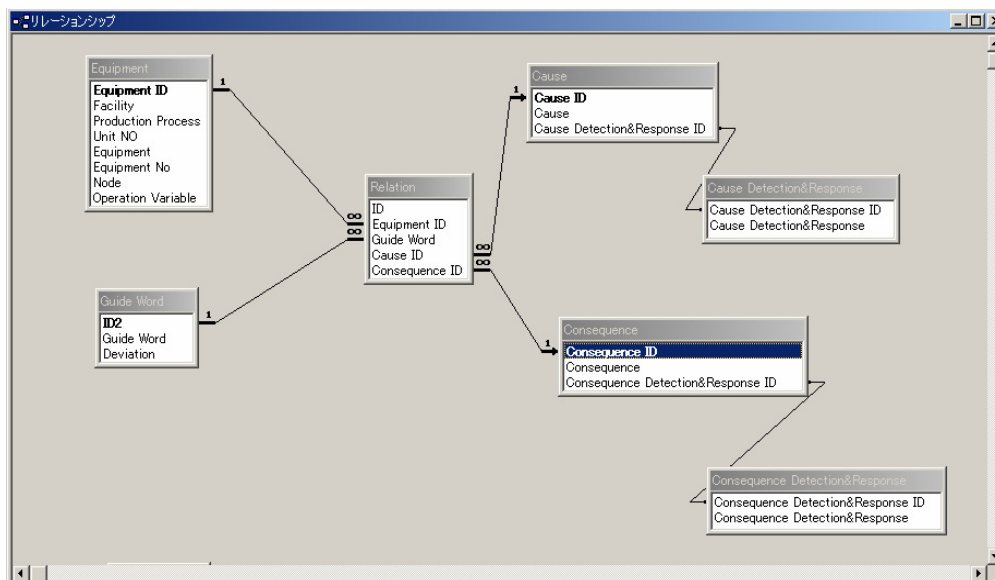 リレーションシップ
Equipment
Equipment ID
Facility
Production Process
Unit NO
Equipment
Equipment No
Node
Operation Variable
1
Guide Word
ID2
Guide Word
Deviation
1
Relation
ID
Equipment ID
Guide Word
Cause ID
Consequence ID
∞
∞
∞
∞
1
Cause
Cause ID
Cause
Cause Detection&Response ID
Cause Detection&Response
Cause Detection&Response ID
Cause Detection&Response
1
Consequence
Consequence ID
Consequence
Consequence Detection&Response ID
Consequence Detection&Response
Consequence Detection&Response ID
Consequence Detection&Response